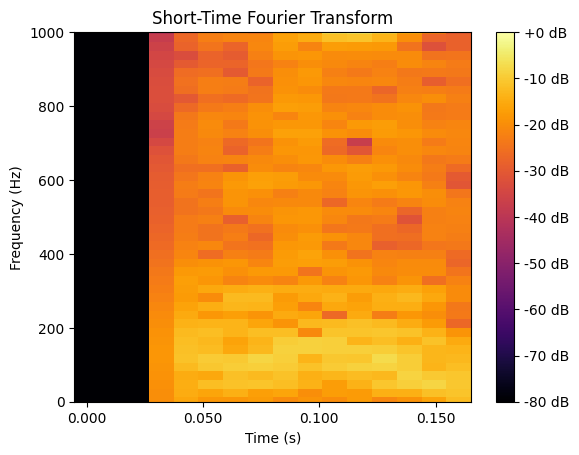 Short-Time Fourier Transform
1000
800
600
400
200
0
Frequency (Hz)
0.000
0.050
0.100
0.150
Time (s)
+0 dB
-10 dB
-20 dB
-30 dB
-40 dB
-50 dB
-60 dB
-70 dB
-80 dB